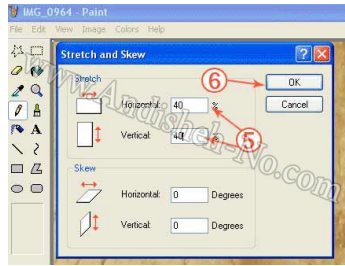 IMG_0964 - Paint
File Edit View Image Colors Help
Stretch and Skew
Stretch
Horizontal: 40 %
Vertical: 40 %
Skew
Horizontal: 0 Degrees
Vertical: 0 Degrees
OK
Cancel
6
5
A
www.Andisheh-No.Com